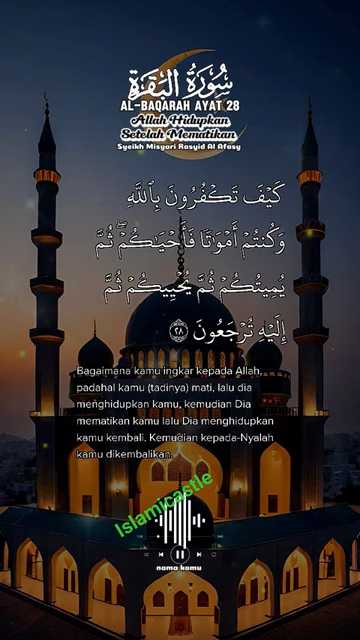 سُورَةُ الْبَقَرَةِ
AL-BAQARAH AYAT 28
Allah Hidupkan
Setelah Mematikan
Syeikh Misyari Rasyid Al Afasy
كَيْفَ تَكْفُرُونَ بِٱللَّهِ
وَكُنتُمْ أَمْوَٰتًا فَأَحْيَـٰكُمْ ۖ ثُمَّ
يُمِيتُكُمْ ثُمَّ يُحْيِيكُمْ ثُمَّ
إِلَيْهِ تُرْجَعُونَ ٢٨
Bagaimana kamu ingkar kepada Allah,
padahal kamu (tadinya) mati, lalu dia
menghidupkan kamu, kemudian Dia
mematikan kamu lalu Dia menghidupkan
kamu kembali. Kemudian kepada-Nyalah
kamu dikembalikan.
Islamicastle
nama kamu